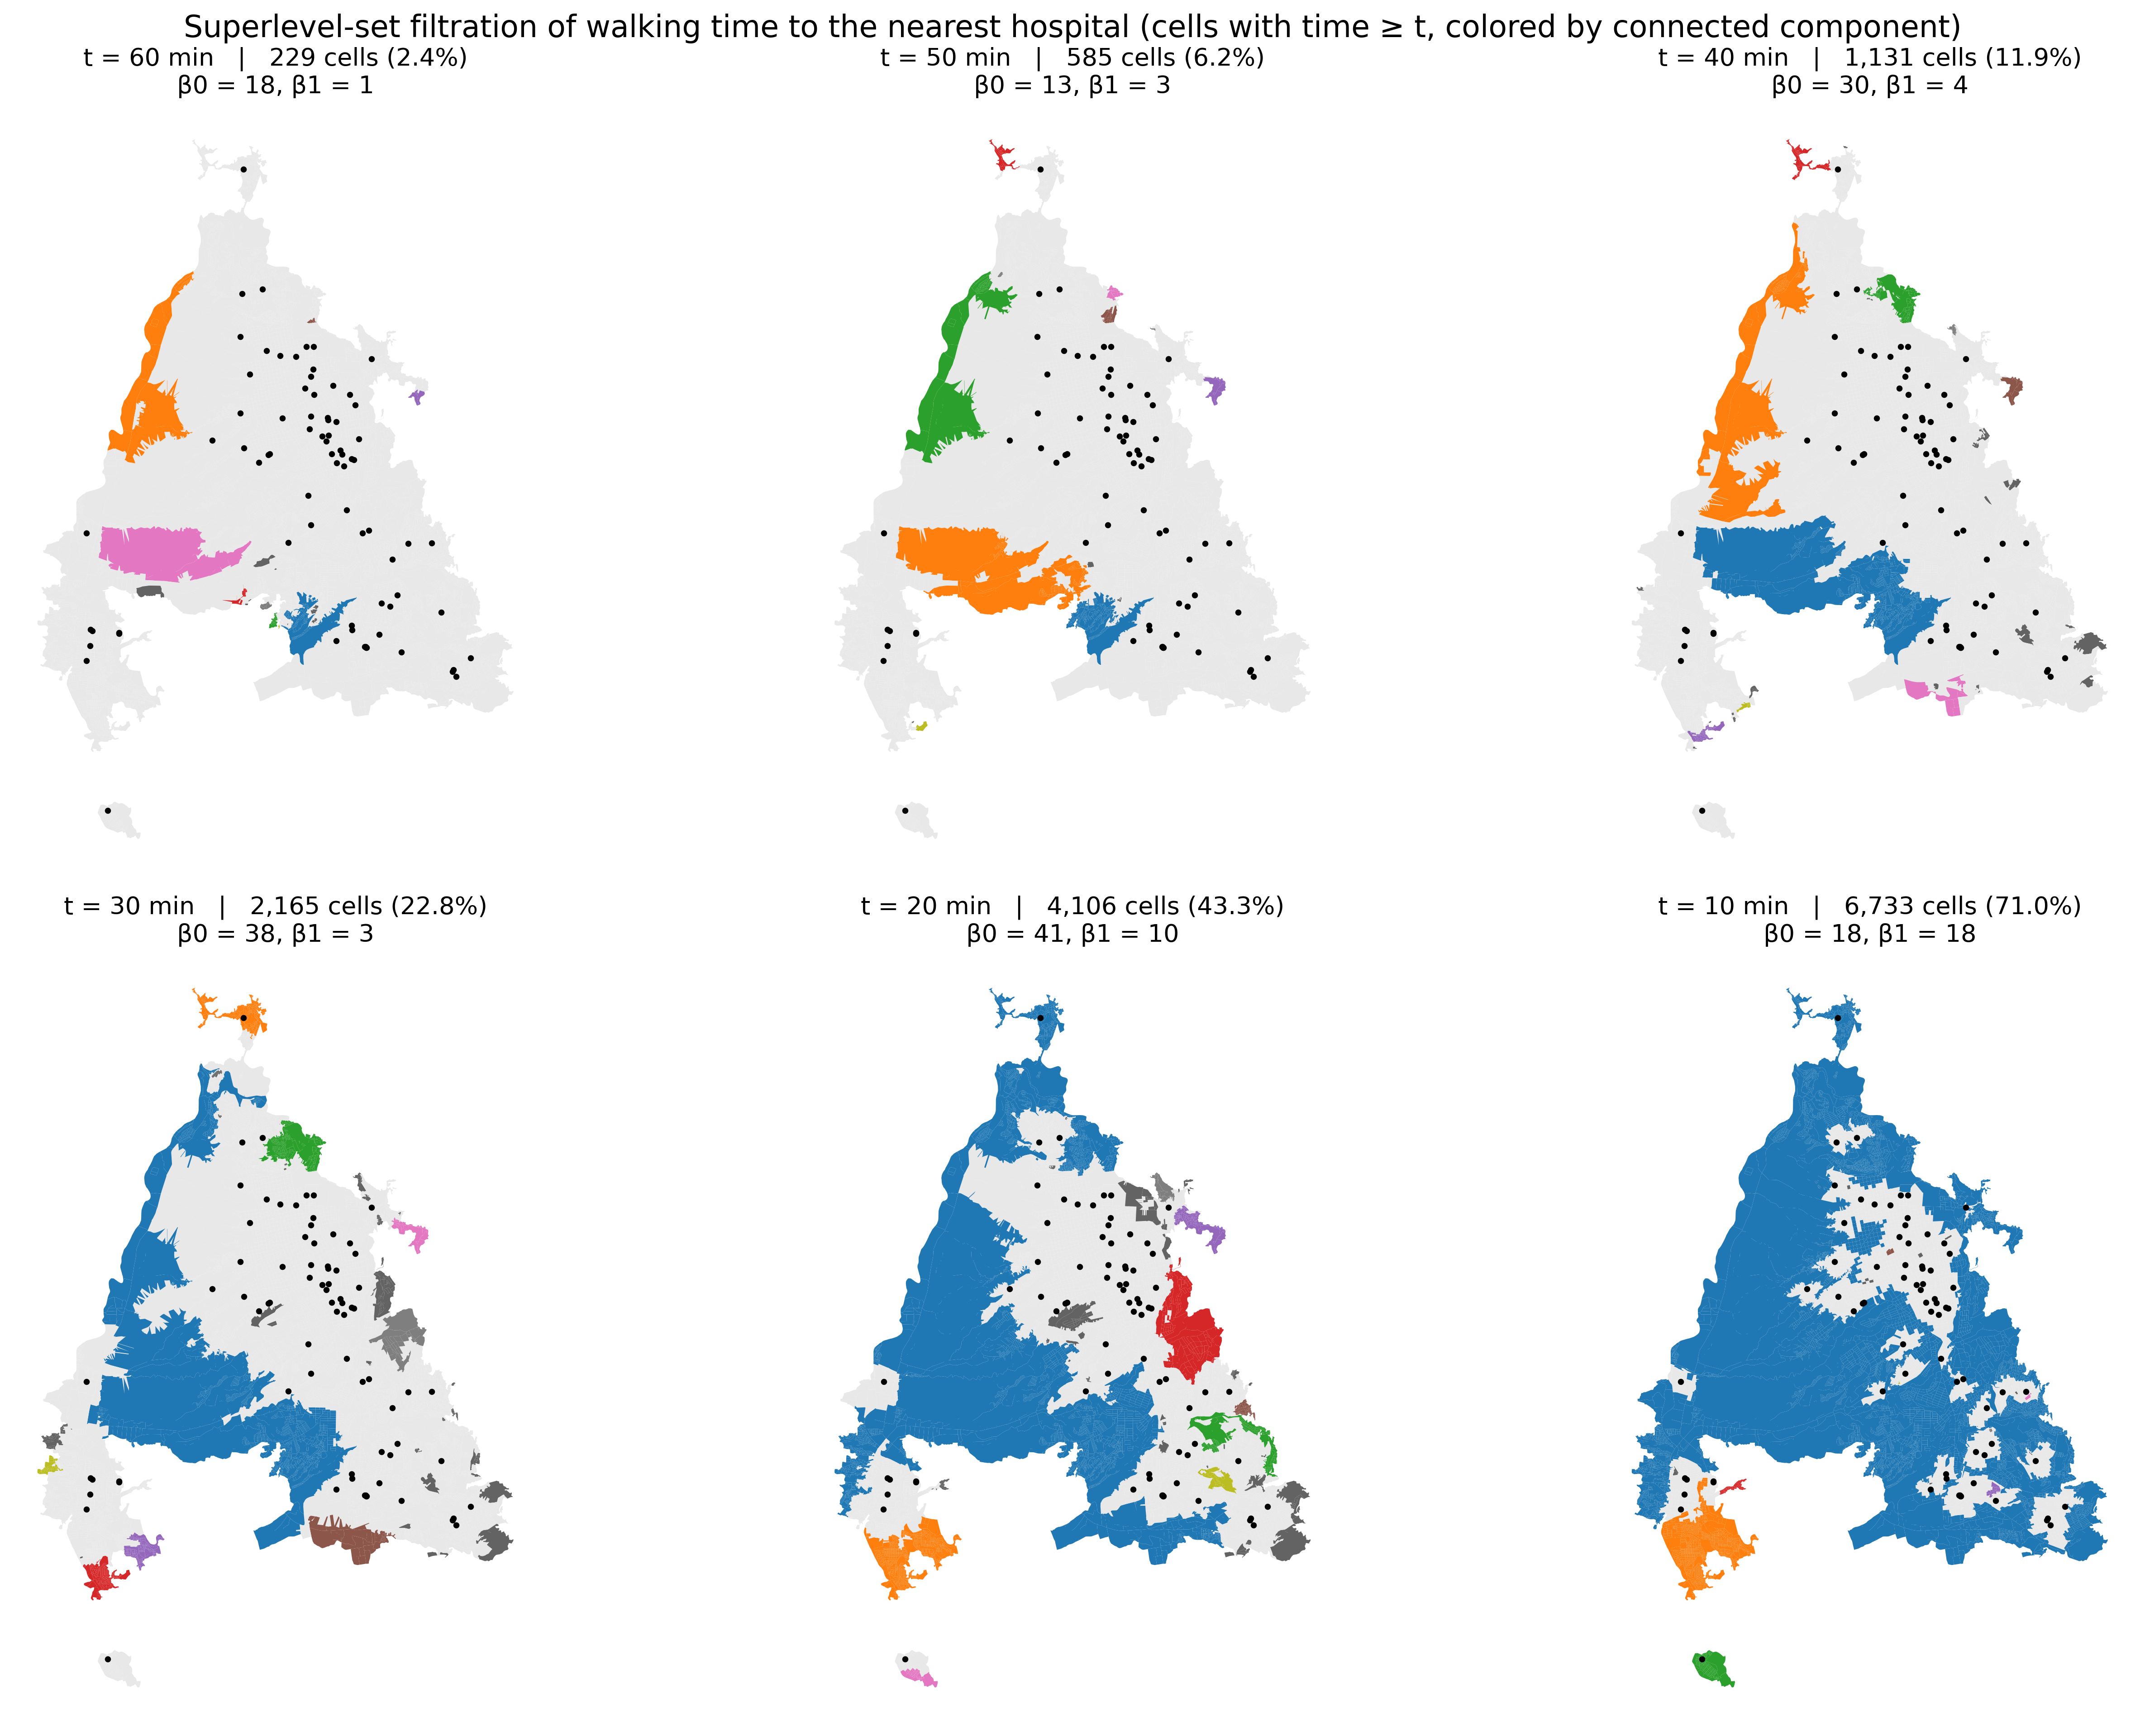 Superlevel-set filtration of walking time to the nearest hospital (cells with time ≥ t, colored by connected component)
t = 60 min | 229 cells (2.4%)
β0 = 18, β1 = 1
t = 50 min | 585 cells (6.2%)
β0 = 13, β1 = 3
t = 40 min | 1,131 cells (11.9%)
β0 = 30, β1 = 4
t = 30 min | 2,165 cells (22.8%)
β0 = 38, β1 = 3
t = 20 min | 4,106 cells (43.3%)
β0 = 41, β1 = 10
t = 10 min | 6,733 cells (71.0%)
β0 = 18, β1 = 18